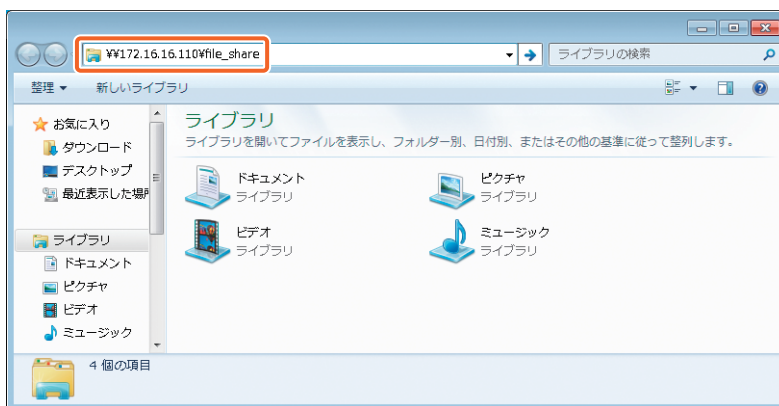 ¥¥172.16.16.110¥file_share
ライブラリの検索
整理
新しいライブラリ
お気に入り
ダウンロード
デスクトップ
最近表示した場所
ライブラリ
ドキュメント
ピクチャ
ビデオ
ミュージック
ライブラリ
ライブラリを開いてファイルを表示し、フォルダー別、日付別、またはその他の基準に従って整列します。
ドキュメント
ライブラリ
ピクチャ
ライブラリ
ビデオ
ライブラリ
ミュージック
ライブラリ
4 個の項目